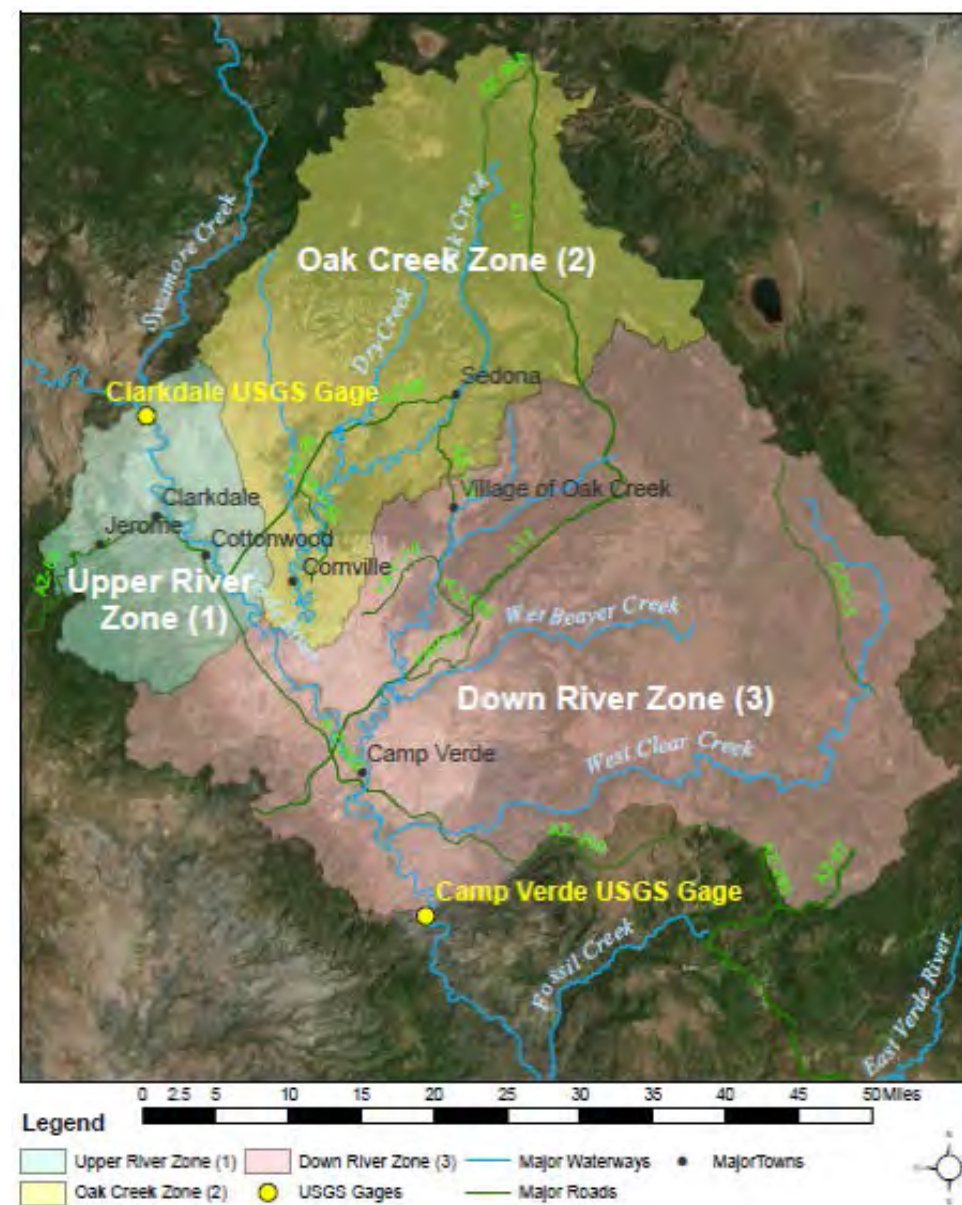 Sycamore Creek
Oak Creek
Oak Creek Zone (2)
Dry Creek
Clarkdale USGS Gage
Sedona
Clarkdale
Village of Oak Creek
Jerome
Cottonwood
Cornville
Upper River
Zone (1)
Wet Beaver Creek
Down River Zone (3)
Camp Verde
West Clear Creek
Camp Verde USGS Gage
Fossil Creek
East Verde River
0 2.5 5 10 15 20 25 30 35 40 45 50 Miles
Legend
Upper River Zone (1)
Down River Zone (3)
Major Waterways
MajorTowns
Oak Creek Zone (2)
USGS Gages
Major Roads